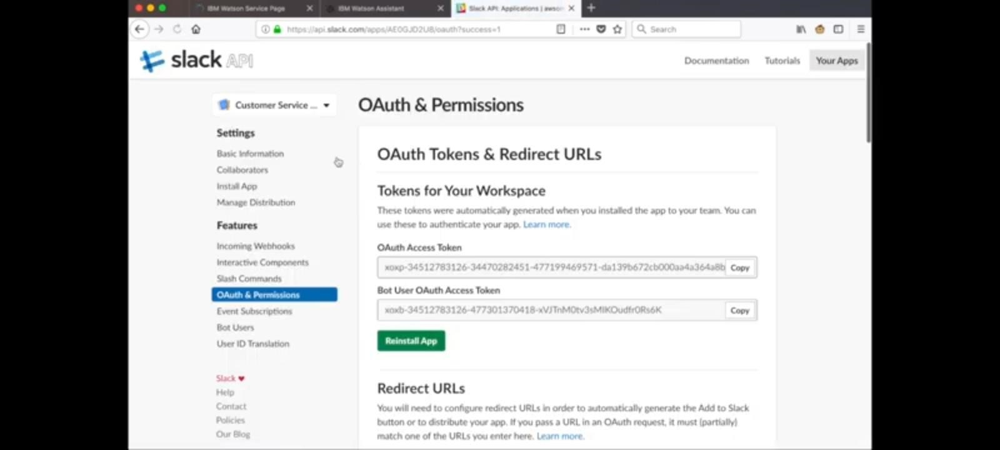 IBM Watson Service Page
IBM Watson Assistant
Slack API: Applications | awson
https://api.slack.com/apps/AE0GJD2U8/oauth?success=1
Search
slack API
Documentation
Tutorials
Your Apps
Customer Service ...
Settings
Basic Information
Collaborators
Install App
Manage Distribution
Features
Incoming Webhooks
Interactive Components
Slash Commands
OAuth & Permissions
Event Subscriptions
Bot Users
User ID Translation
Slack ♥
Help
Contact
Policies
Our Blog
OAuth & Permissions
OAuth Tokens & Redirect URLs
Tokens for Your Workspace
These tokens were automatically generated when you installed the app to your team. You can
use these to authenticate your app. Learn more.
OAuth Access Token
xoxp-34512783126-34470282451-477199469571-da139b672cb000aa4a364a8b
Copy
Bot User OAuth Access Token
Copy
Reinstall App
Redirect URLs
You will need to configure redirect URLs in order to automatically generate the Add to Slack
button or to distribute your app. If you pass a URL in an OAuth request, it must (partially)
match one of the URLs you enter here. Learn more.